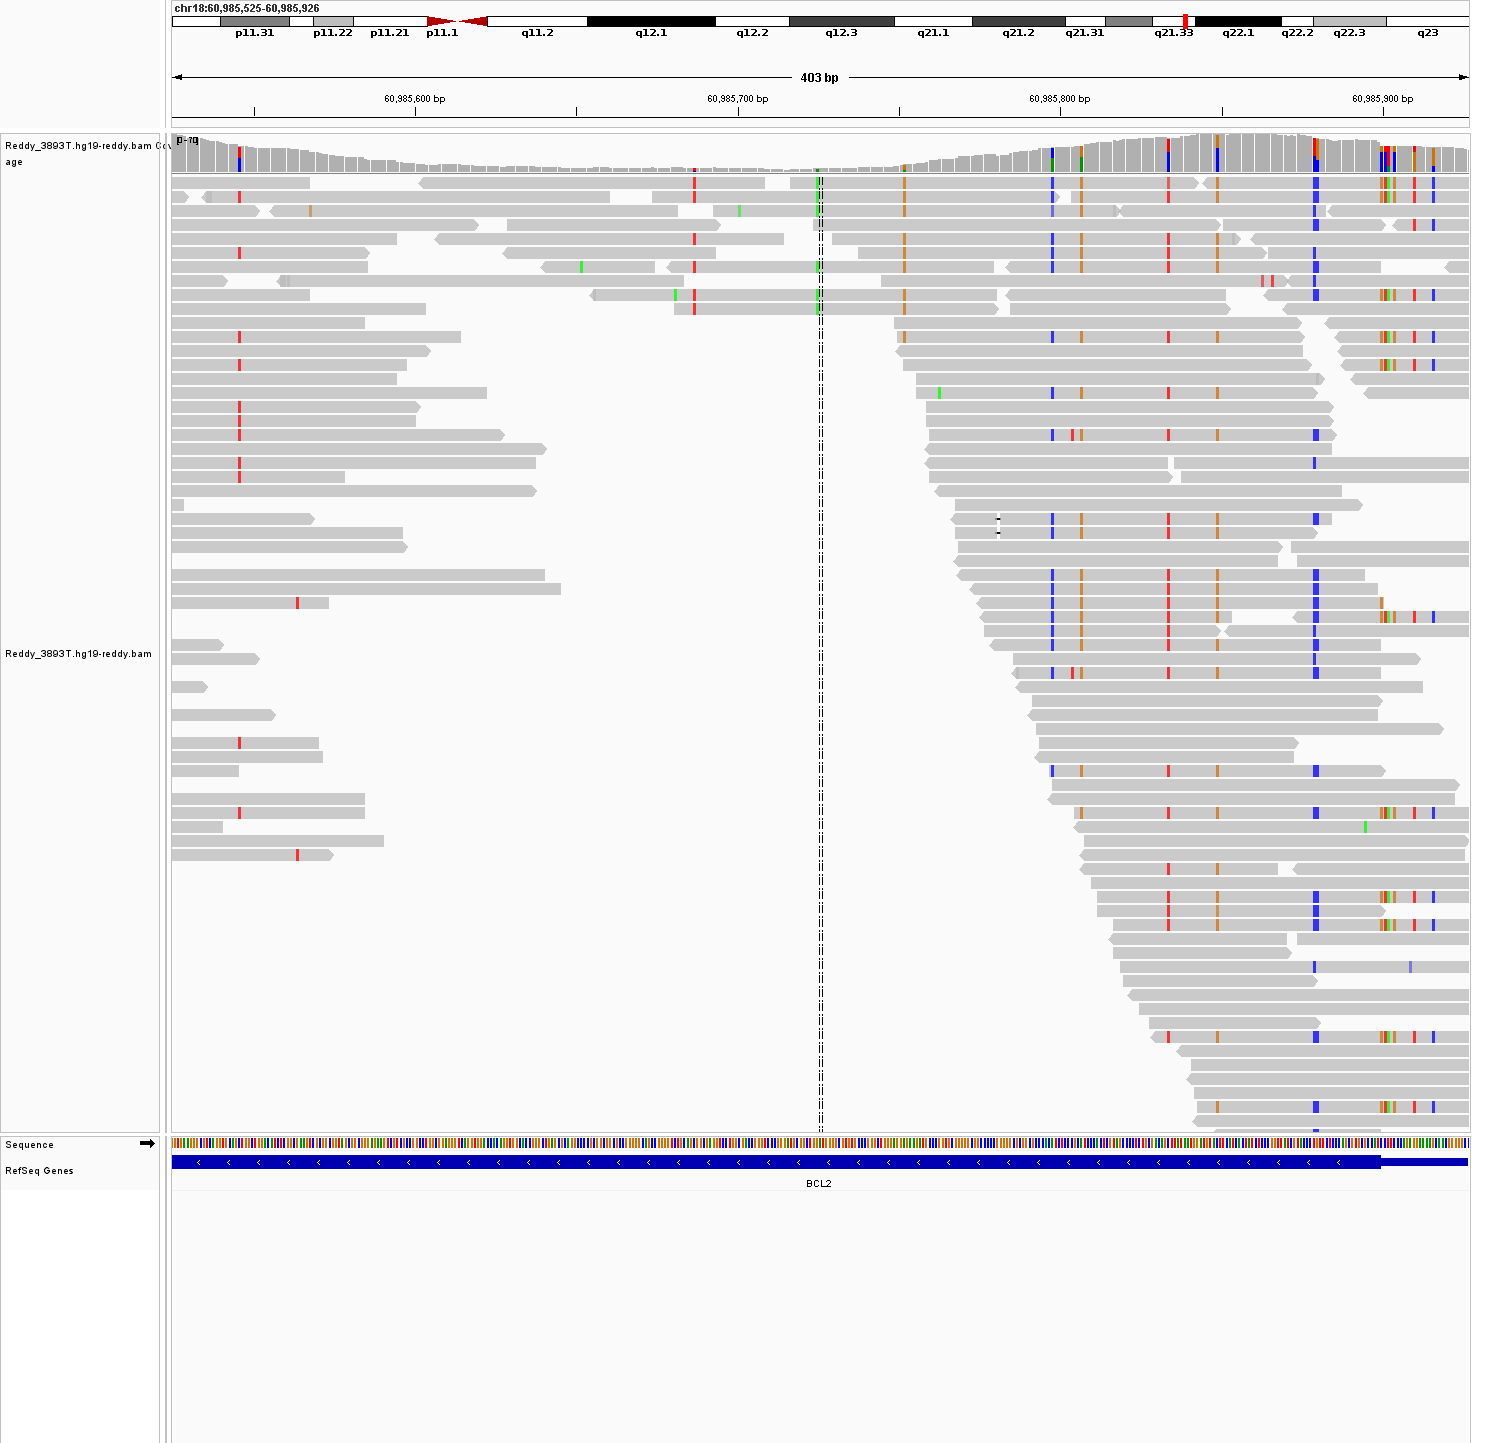 chr18:60,985,525-60,985,926
p11.31 p11.22 p11.21 p11.1 q11.2 q12.1 q12.2 q12.3 q21.1 q21.2 q21.31 q21.33 q22.1 q22.2 q22.3 q23
403 bp
60,985,600 bp 60,985,700 bp 60,985,800 bp 60,985,900 bp
Reddy_3893T.hg19-reddy.bam Cov
age
Reddy_3893T.hg19-reddy.bam
Sequence
RefSeq Genes
BCL2